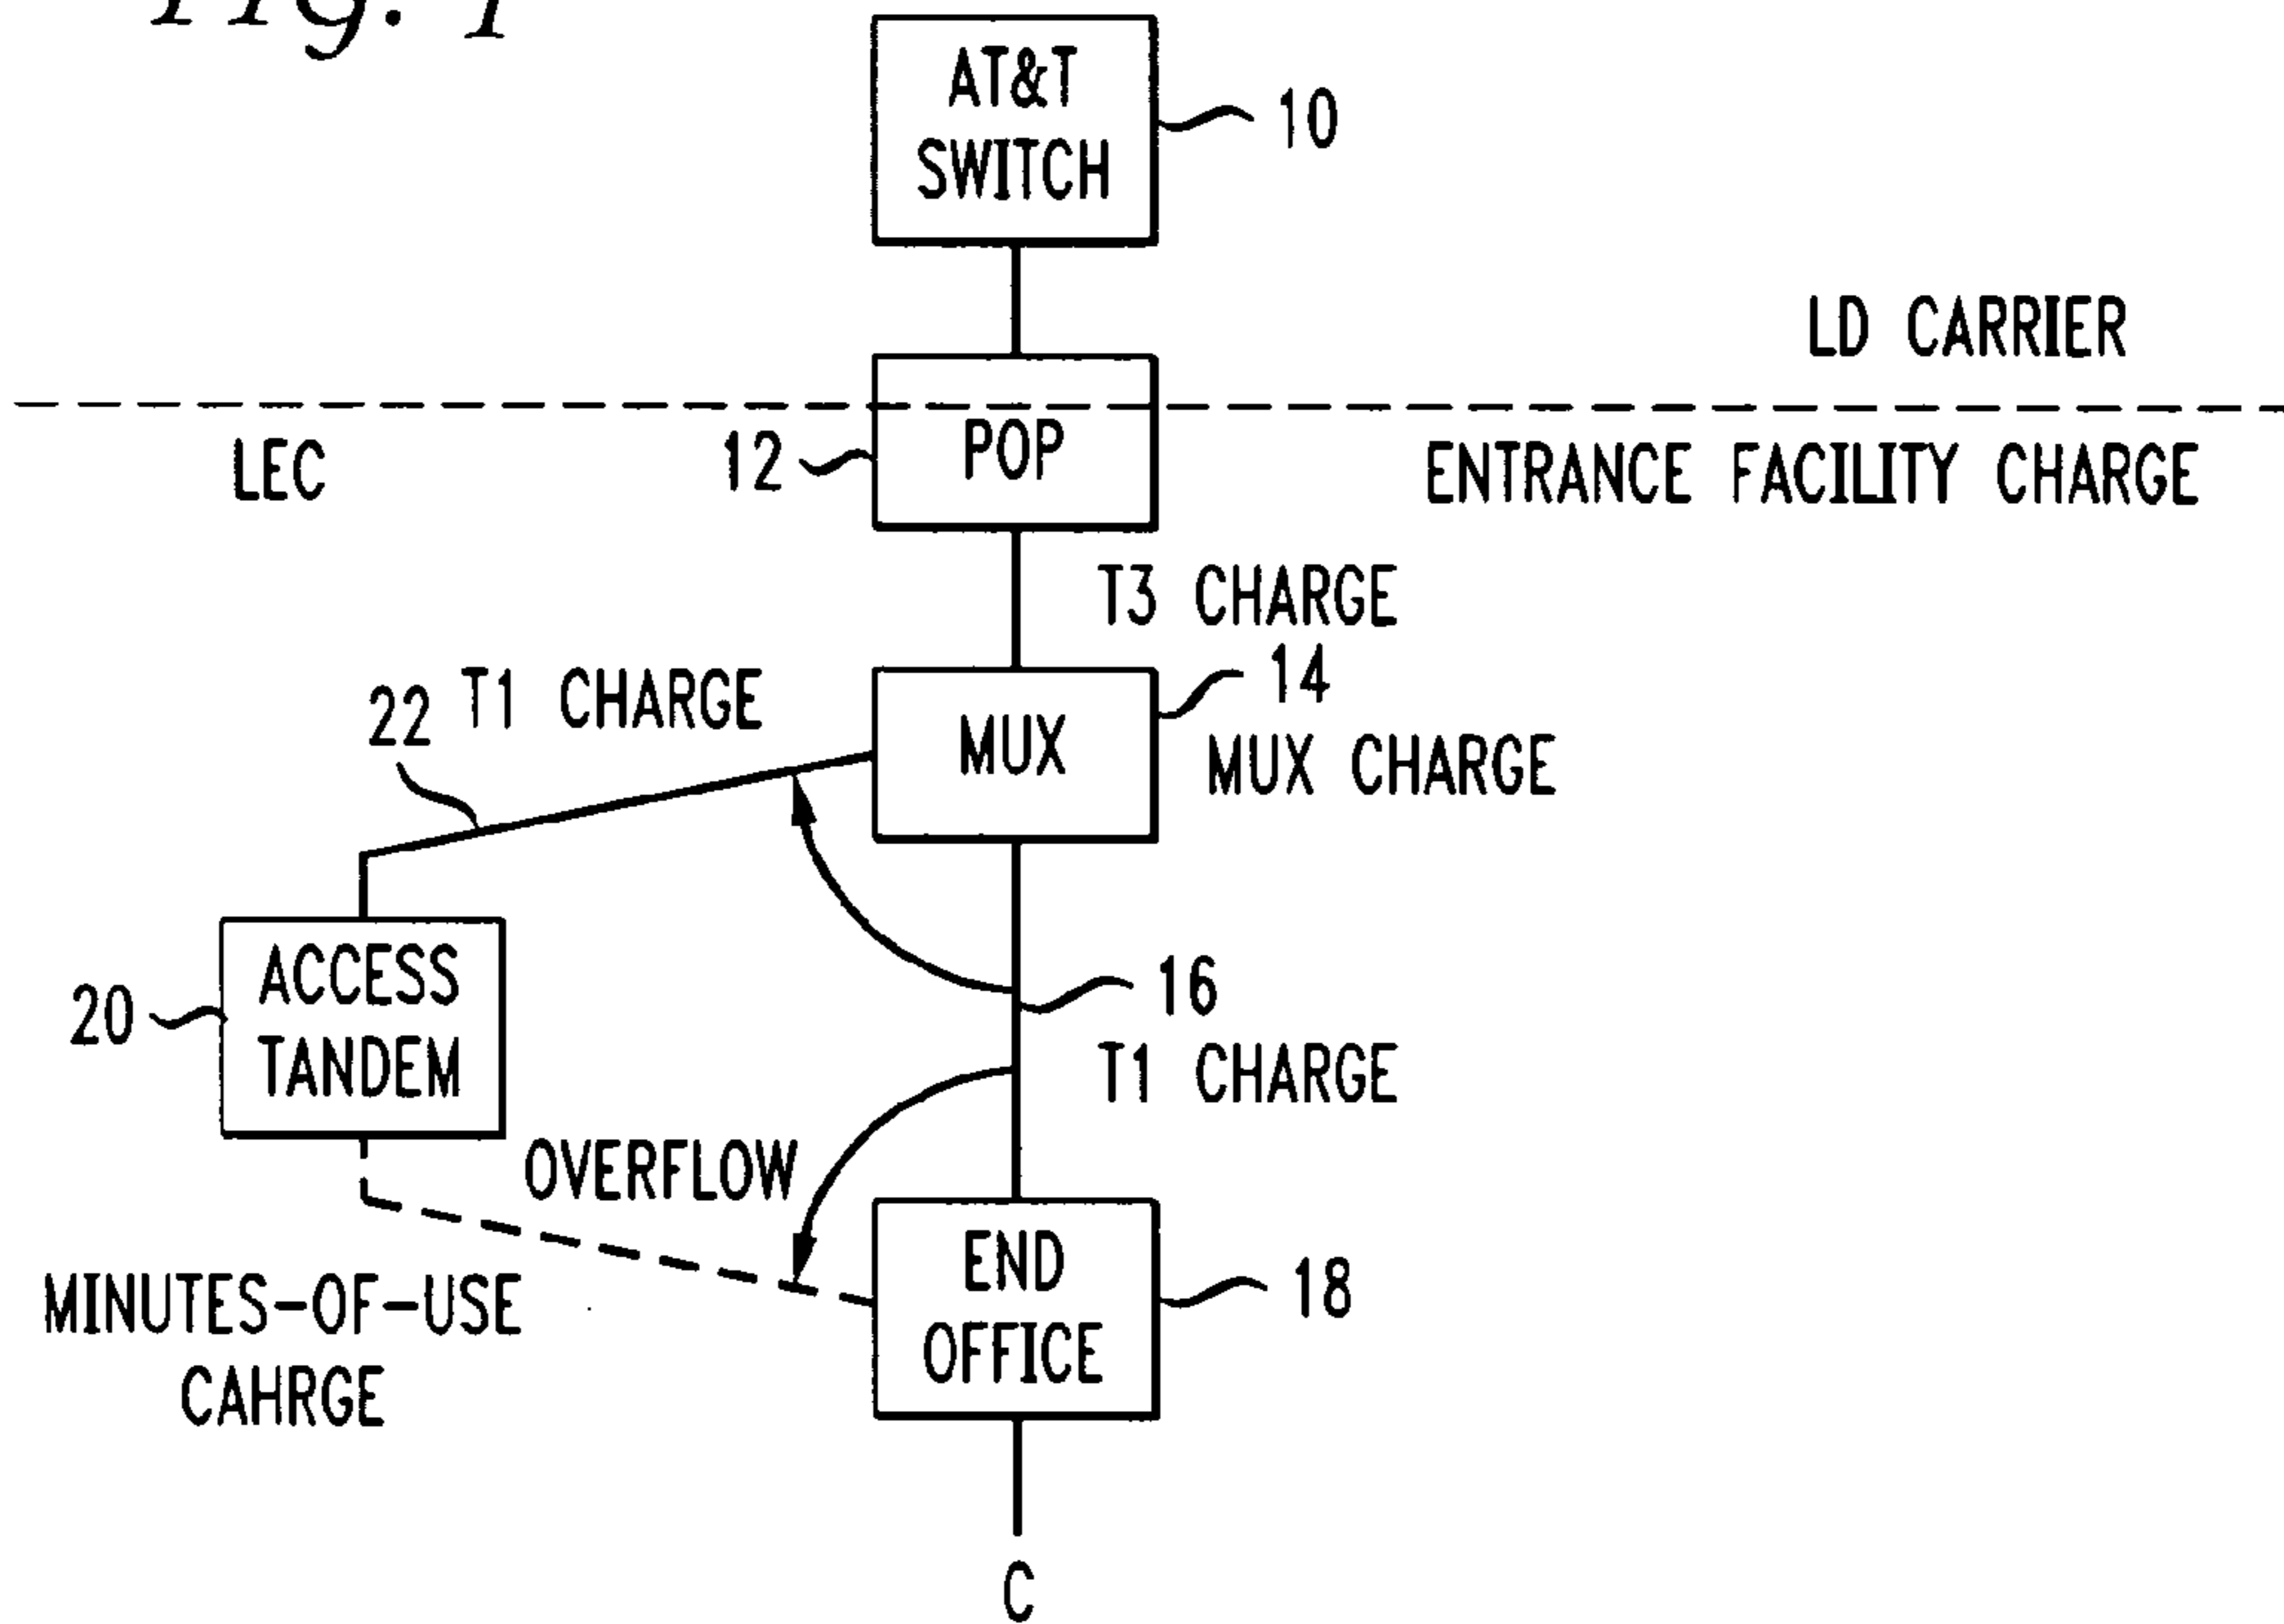 FIG. 1
AT&T
SWITCH
10
LD CARRIER
LEC
12
POP
ENTRANCE FACILITY CHARGE
T3 CHARGE
14
22
T1 CHARGE
MUX
MUX CHARGE
20
ACCESS
TANDEM
16
T1 CHARGE
OVERFLOW
END
OFFICE
18
MINUTES-OF-USE
CAHRGE
C